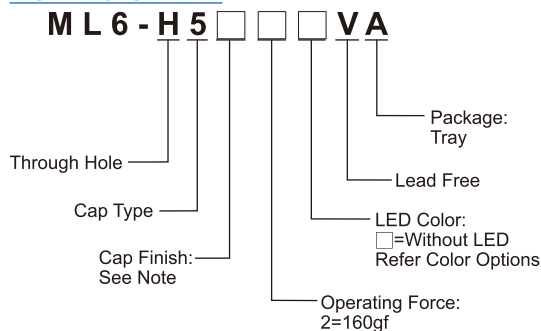 ML6-H5□□□VA
Package:
Tray
Through Hole
Lead Free
Cap Type
LED Color:
□=Without LED
Refer Color Options
Cap Finish:
See Note
Operating Force:
2=160gf